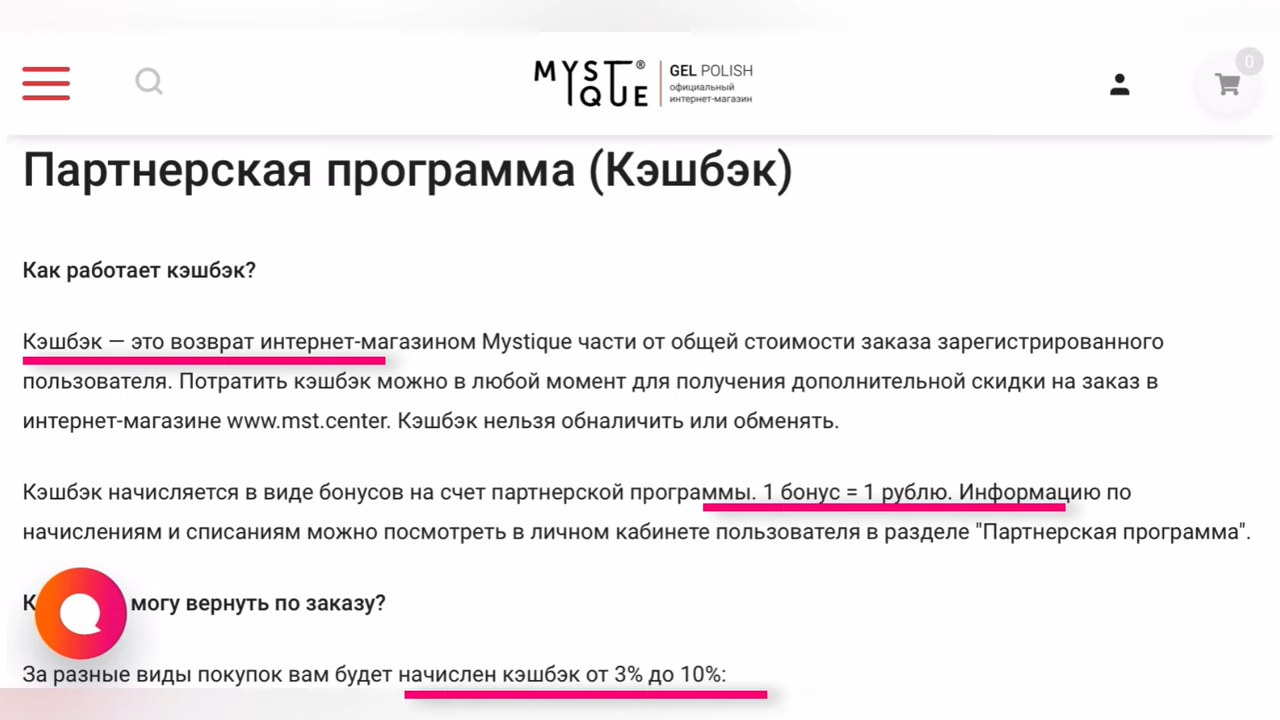 MYSTIQUE®
GEL POLISH
официальный
интернет-магазин
0
Партнерская программа (Кэшбэк)
Как работает кэшбэк?
Кэшбэк — это возврат интернет-магазином Mystique части от общей стоимости заказа зарегистрированного
пользователя. Потратить кэшбэк можно в любой момент для получения дополнительной скидки на заказ в
интернет-магазине www.mst.center. Кэшбэк нельзя обналичить или обменять.
Кэшбэк начисляется в виде бонусов на счет партнерской программы. 1 бонус = 1 рублю. Информацию по
начислениям и списаниям можно посмотреть в личном кабинете пользователя в разделе "Партнерская программа".
могу вернуть по заказу?
За разные виды покупок вам будет начислен кэшбэк от 3% до 10%: